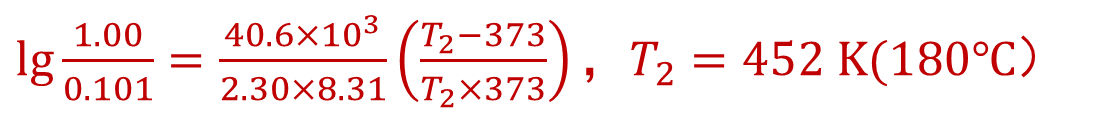 lg 1.00/0.101 = 40.6×10³/2.30×8.31 (T₂−373/T₂×373)，T₂ = 452 K(180℃）